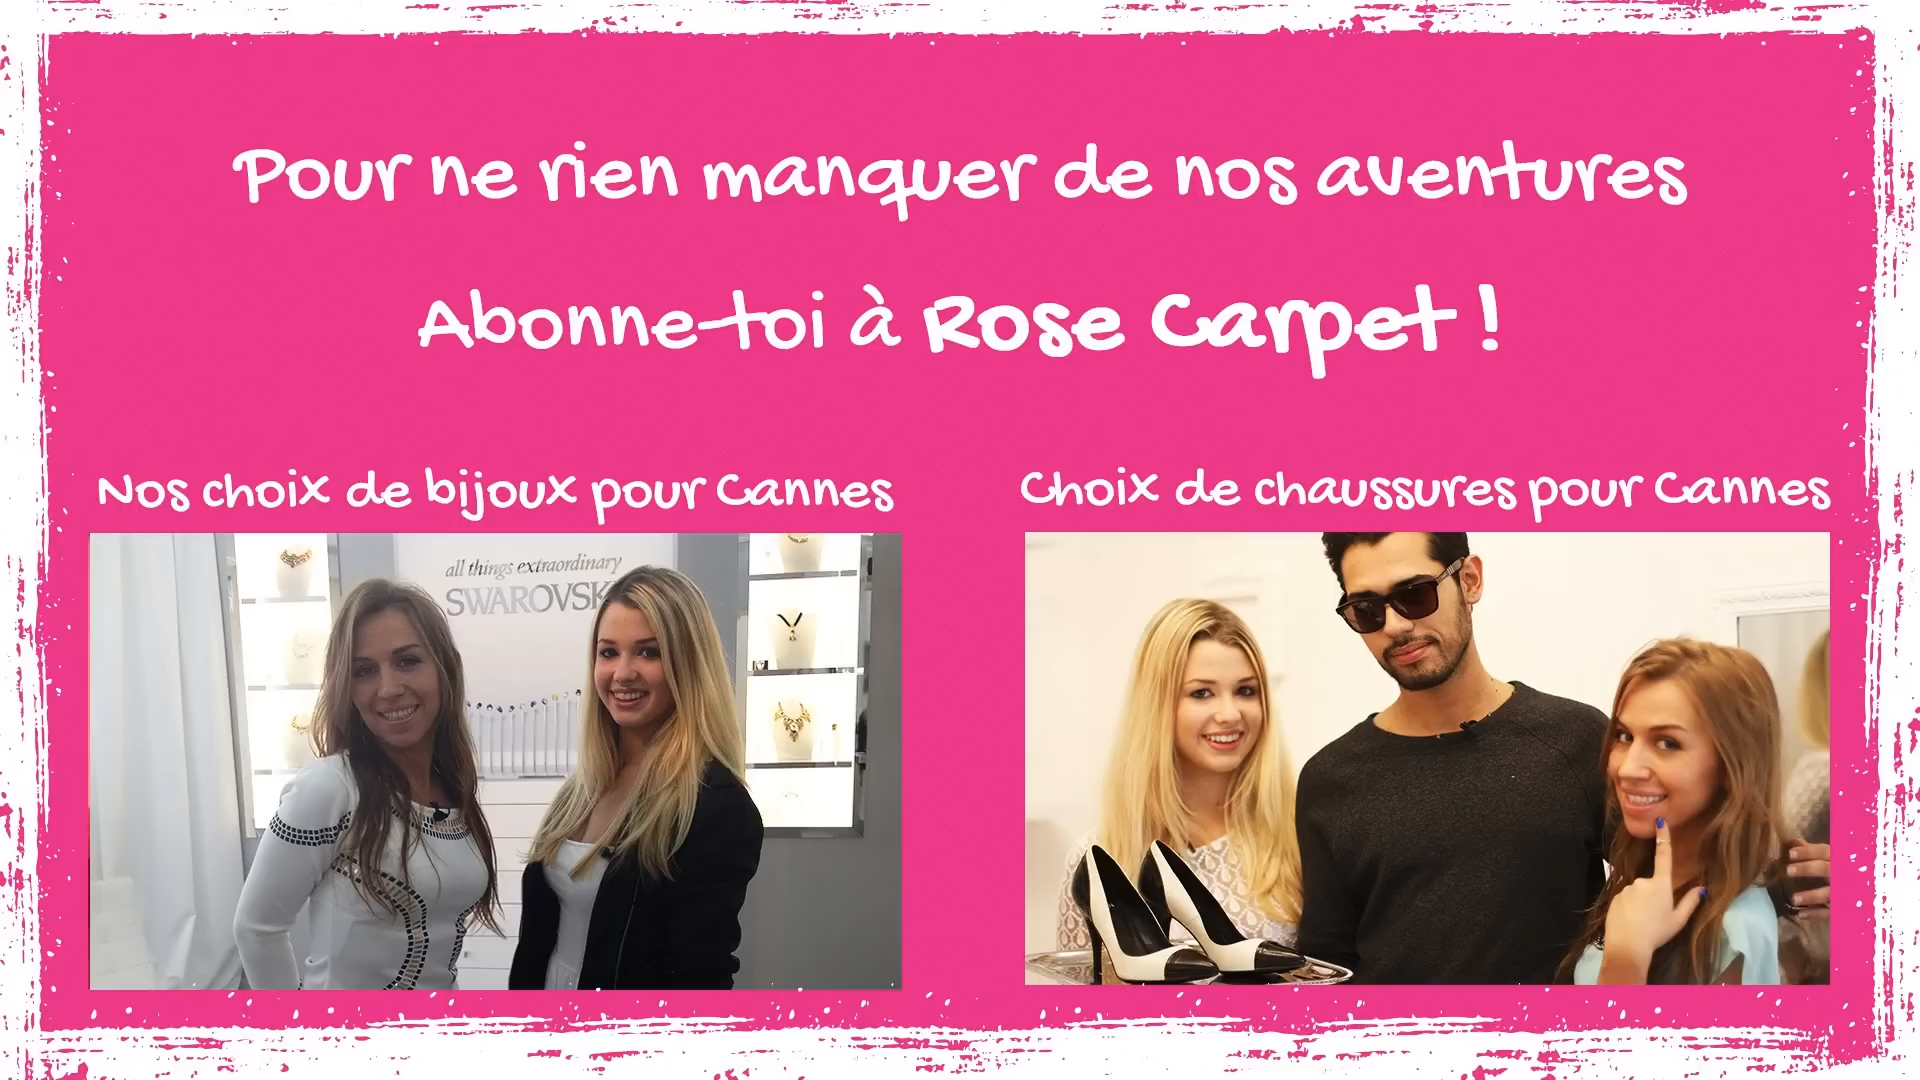 Pour ne rien manquer de nos aventures
Abonne-toi à Rose Carpet !
Nos choix de bijoux pour Cannes
Choix de chaussures pour Cannes
all things extraordinary
SWAROVSK